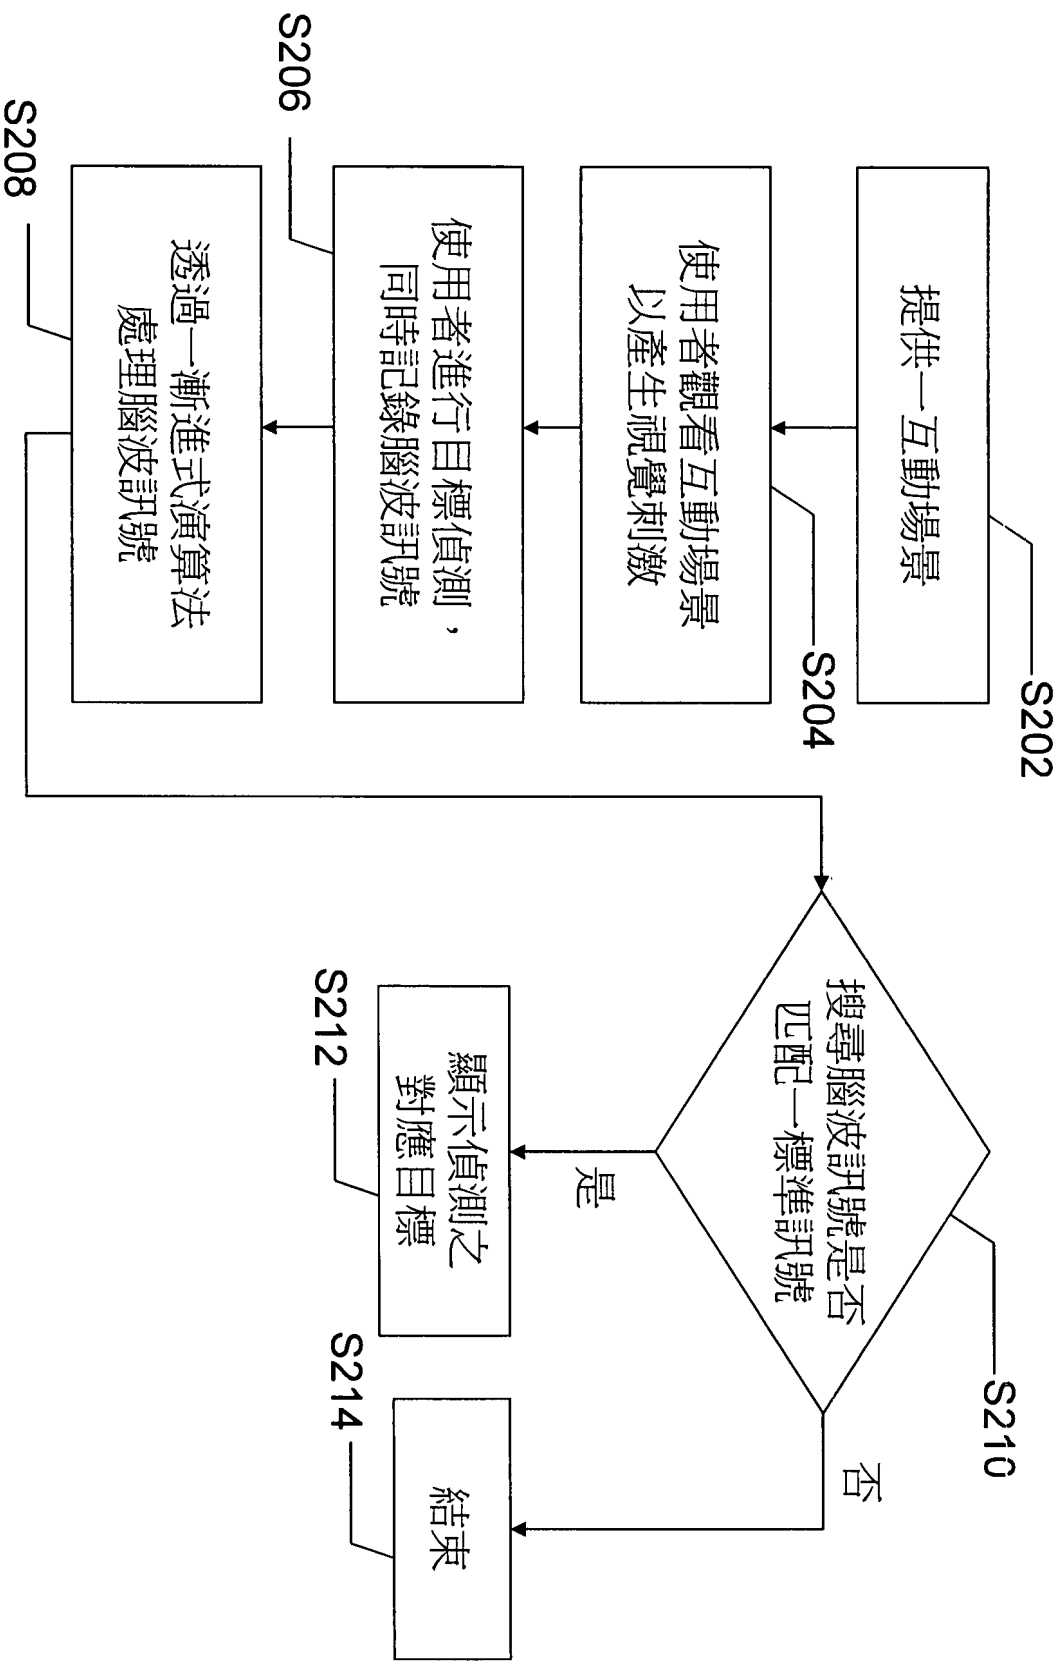 提供一互動場景
S202
使用者觀看互動場景
以產生視覺刺激
S204
使用者進行目標偵測，
同時記錄腦波訊號
S206
透過一漸進式演算法
處理腦波訊號
S208
搜尋腦波訊號是否
匹配一標準訊號
S210
是
否
顯示偵測之
對應目標
S212
結束
S214